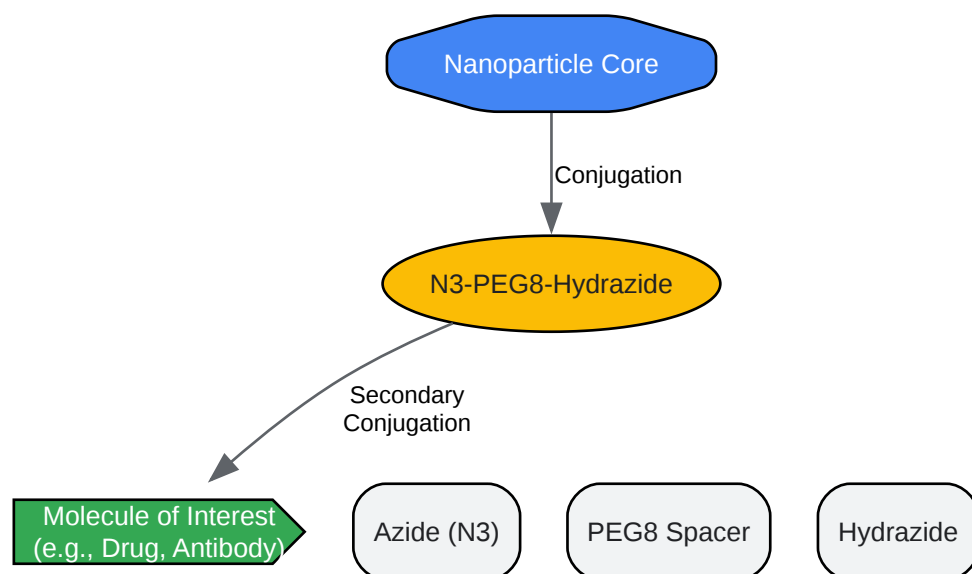 Nanoparticle Core
Conjugation
N3-PEG8-Hydrazide
Secondary
Conjugation
Molecule of Interest
(e.g., Drug, Antibody)
Azide (N3)
PEG8 Spacer
Hydrazide